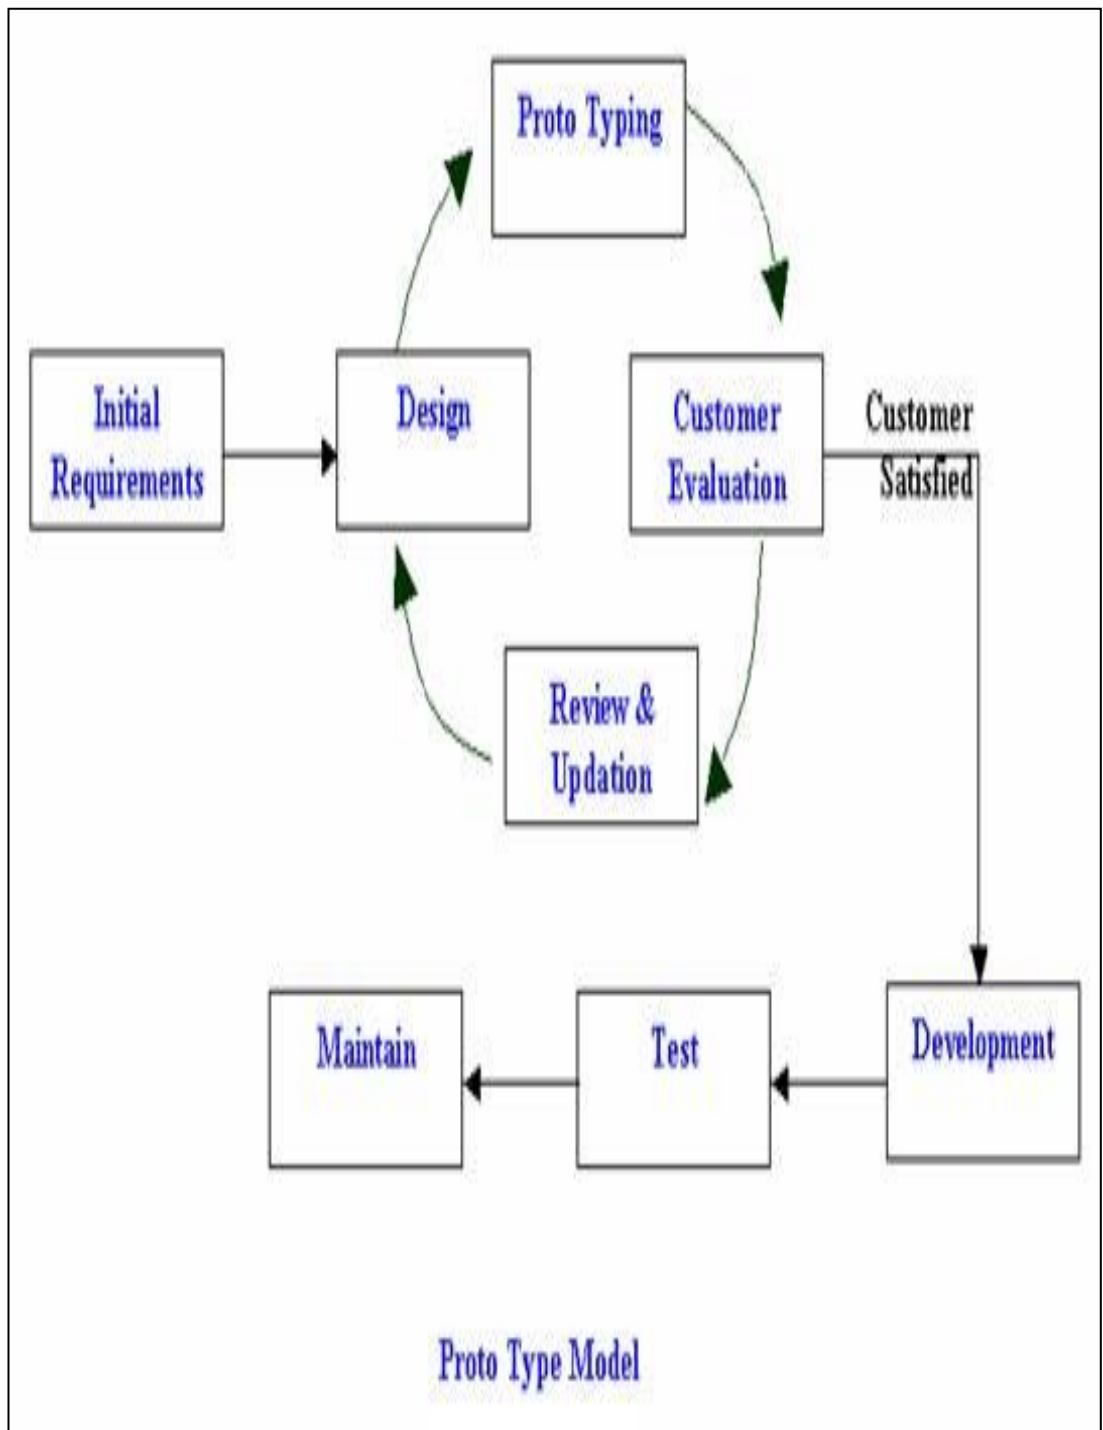 Proto Typing
Initial
Requirements
Design
Customer
Evaluation
Customer
Satisfied
Review &
Updation
Maintain
Test
Development
Proto Type Model